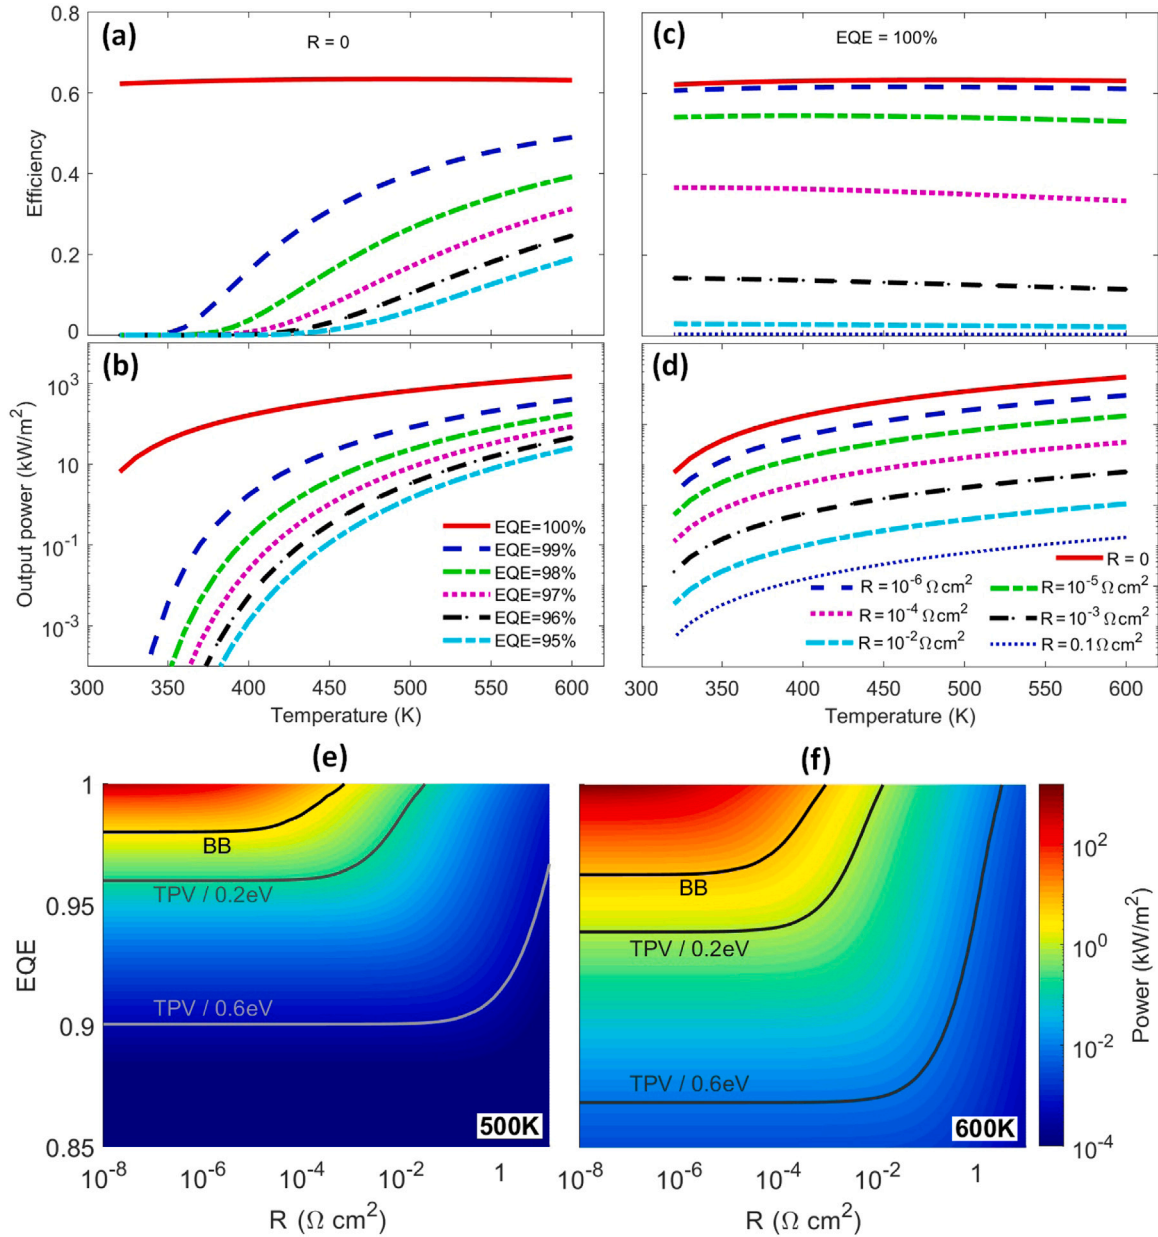 (a)
R = 0
0.8
0.6
0.4
0.2
0
Efficiency
(c)
EQE = 100%
(b)
10³
10
10⁻¹
10⁻³
Output power (kW/m²)
EQE=100%
EQE=99%
EQE=98%
EQE=97%
EQE=96%
EQE=95%
300 350 400 450 500 550 600
Temperature (K)
(d)
R = 0
R = 10⁻⁶ Ω cm²
R = 10⁻⁵ Ω cm²
R = 10⁻⁴ Ω cm²
R = 10⁻³ Ω cm²
R = 10⁻² Ω cm²
R = 0.1 Ω cm²
300 350 400 450 500 550 600
Temperature (K)
(e)
1
0.95
0.9
0.85
EQE
BB
TPV / 0.2eV
TPV / 0.6eV
500K
10⁻⁸ 10⁻⁶ 10⁻⁴ 10⁻² 1
R (Ω cm²)
(f)
BB
TPV / 0.2eV
TPV / 0.6eV
600K
10⁻⁸ 10⁻⁶ 10⁻⁴ 10⁻² 1
R (Ω cm²)
10²
10⁰
10⁻²
10⁻⁴
Power (kW/m²)